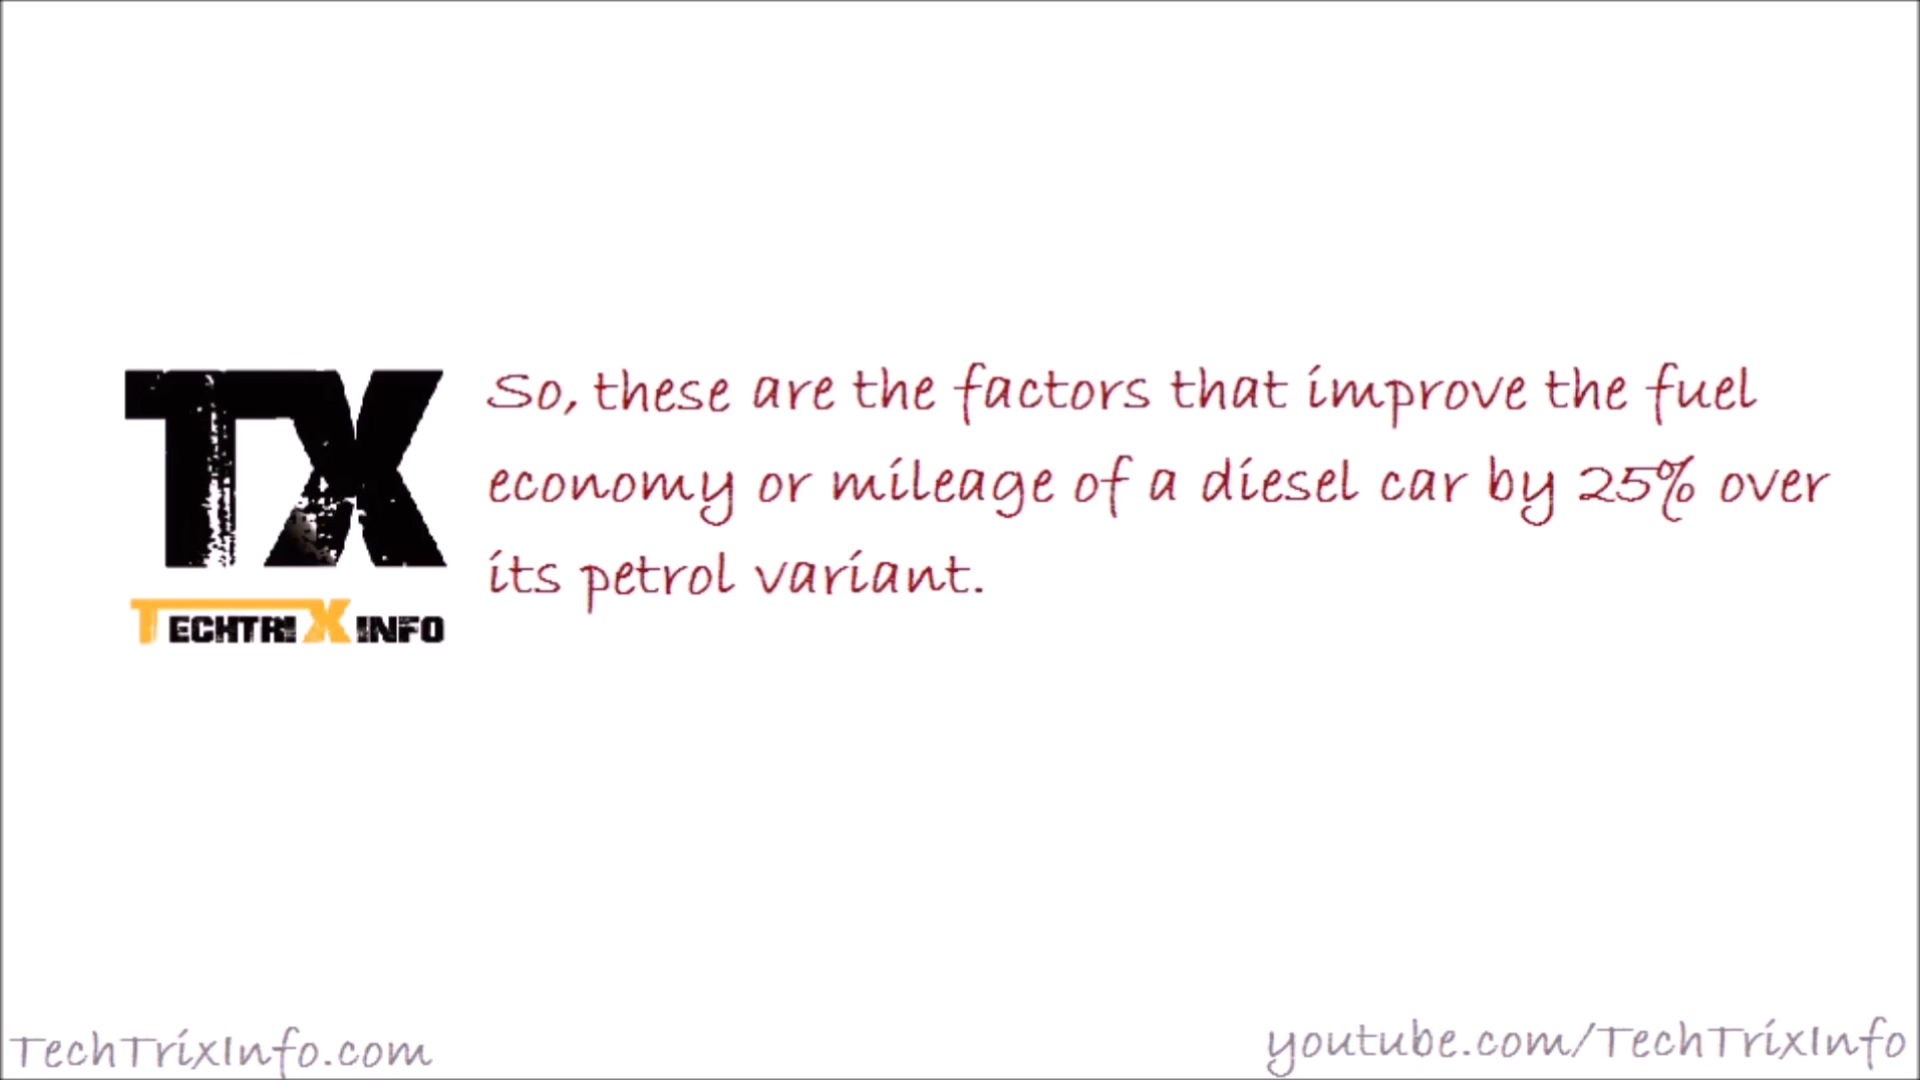 TX
TECHTRIX INFO
So, these are the factors that improve the fuel
economy or mileage of a diesel car by 25% over
its petrol variant.
TechTrixInfo.com
youtube.com/TechTrixInfo